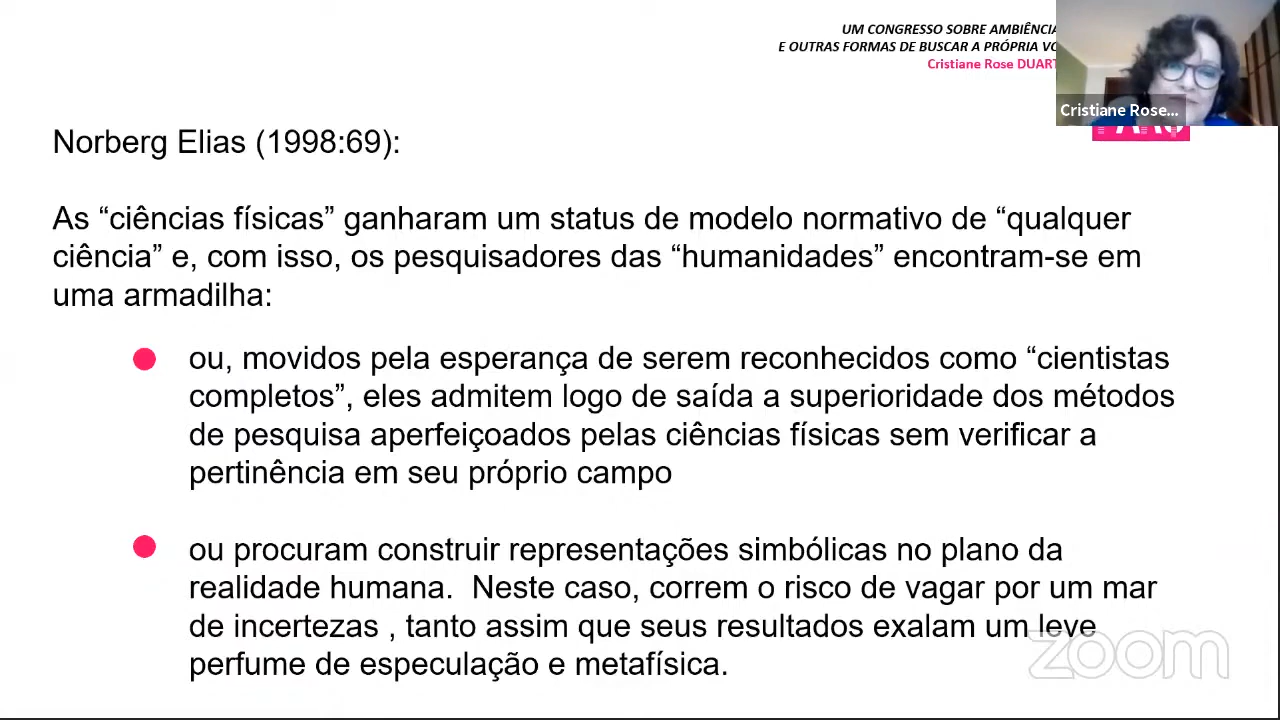 UM CONGRESSO SOBRE AMBIÊNCIA
E OUTRAS FORMAS DE BUSCAR A PRÓPRIA
Cristiane Rose DUART
Cristiane Rose...
Norberg Elias (1998:69):
As “ciências físicas” ganharam um status de modelo normativo de “qualquer
ciência” e, com isso, os pesquisadores das “humanidades” encontram-se em
uma armadilha:
ou, movidos pela esperança de serem reconhecidos como “cientistas
completos”, eles admitem logo de saída a superioridade dos métodos
de pesquisa aperfeiçoados pelas ciências físicas sem verificar a
pertinência em seu próprio campo
ou procuram construir representações simbólicas no plano da
realidade humana. Neste caso, correm o risco de vagar por um mar
de incertezas , tanto assim que seus resultados exalam um leve
perfume de especulação e metafísica.
zoom